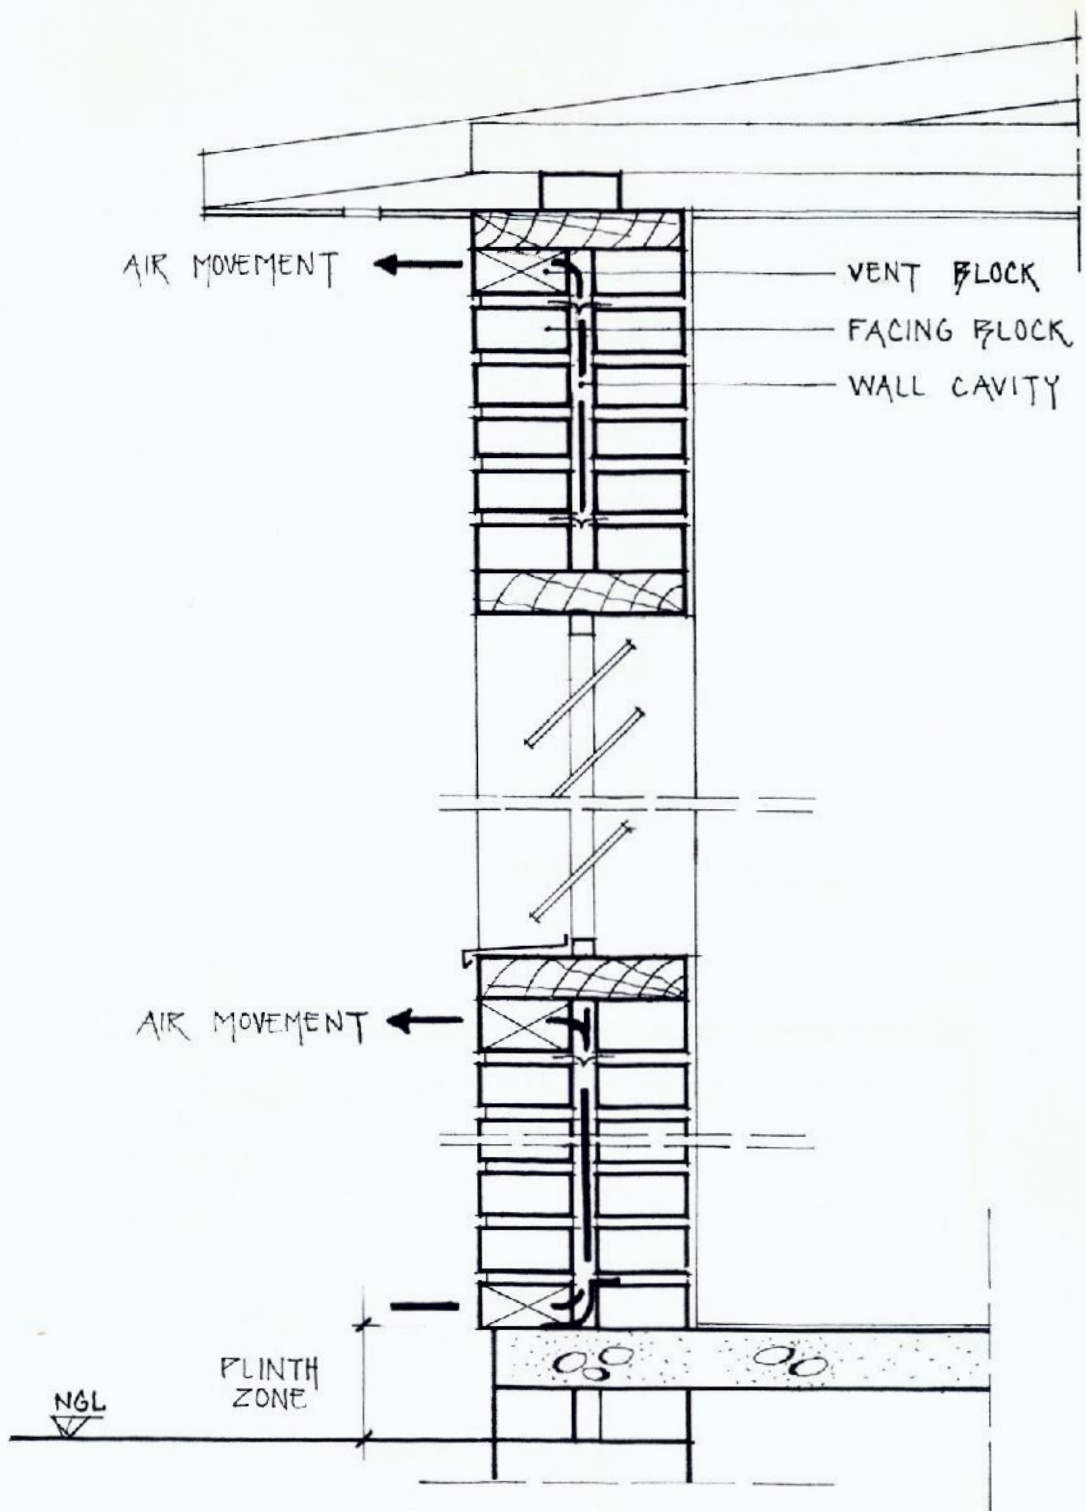 AIR MOVEMENT
VENT BLOCK
FACING BLOCK
WALL CAVITY
AIR MOVEMENT
PLINTH
ZONE
NGL